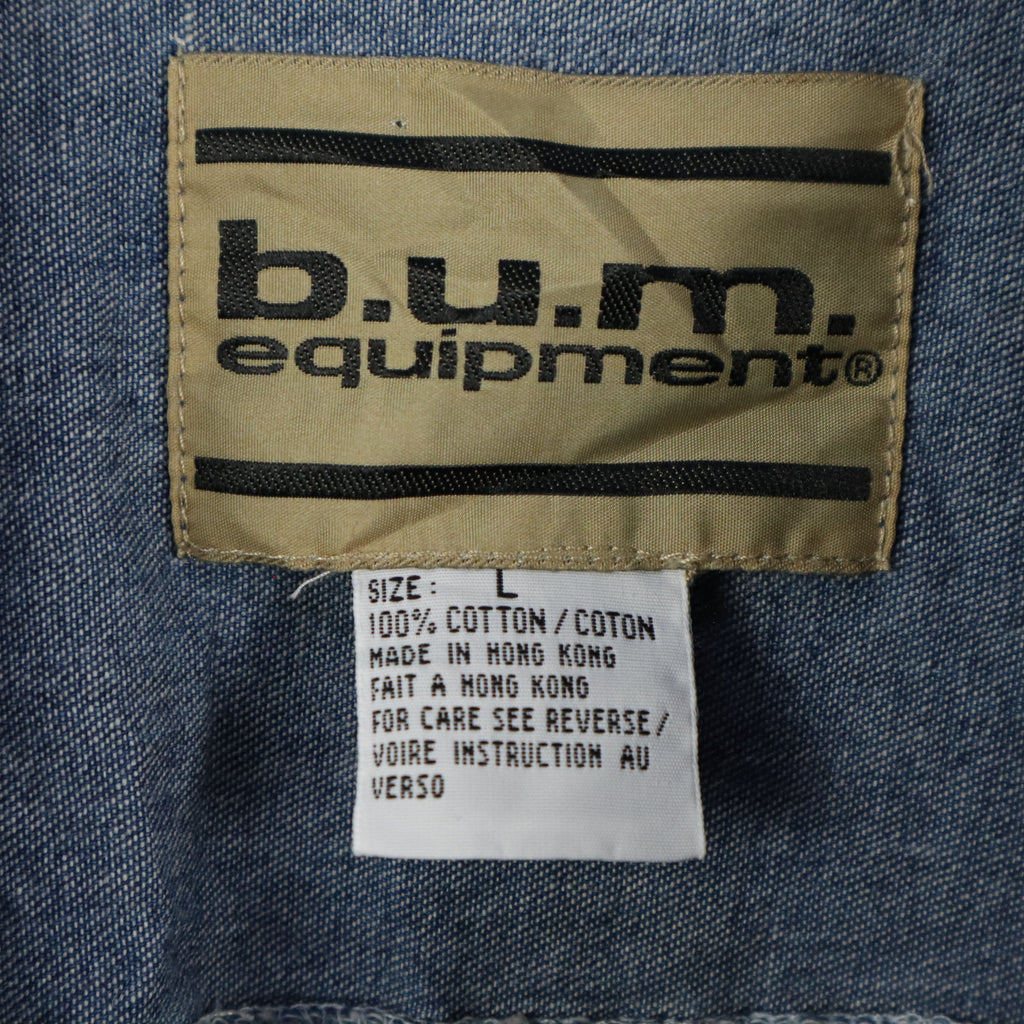 b.u.m.
equipment®
SIZE: L
100% COTTON / COTON
MADE IN HONG KONG
FAIT A HONG KONG
FOR CARE SEE REVERSE /
VOIRE INSTRUCTION AU
VERSO